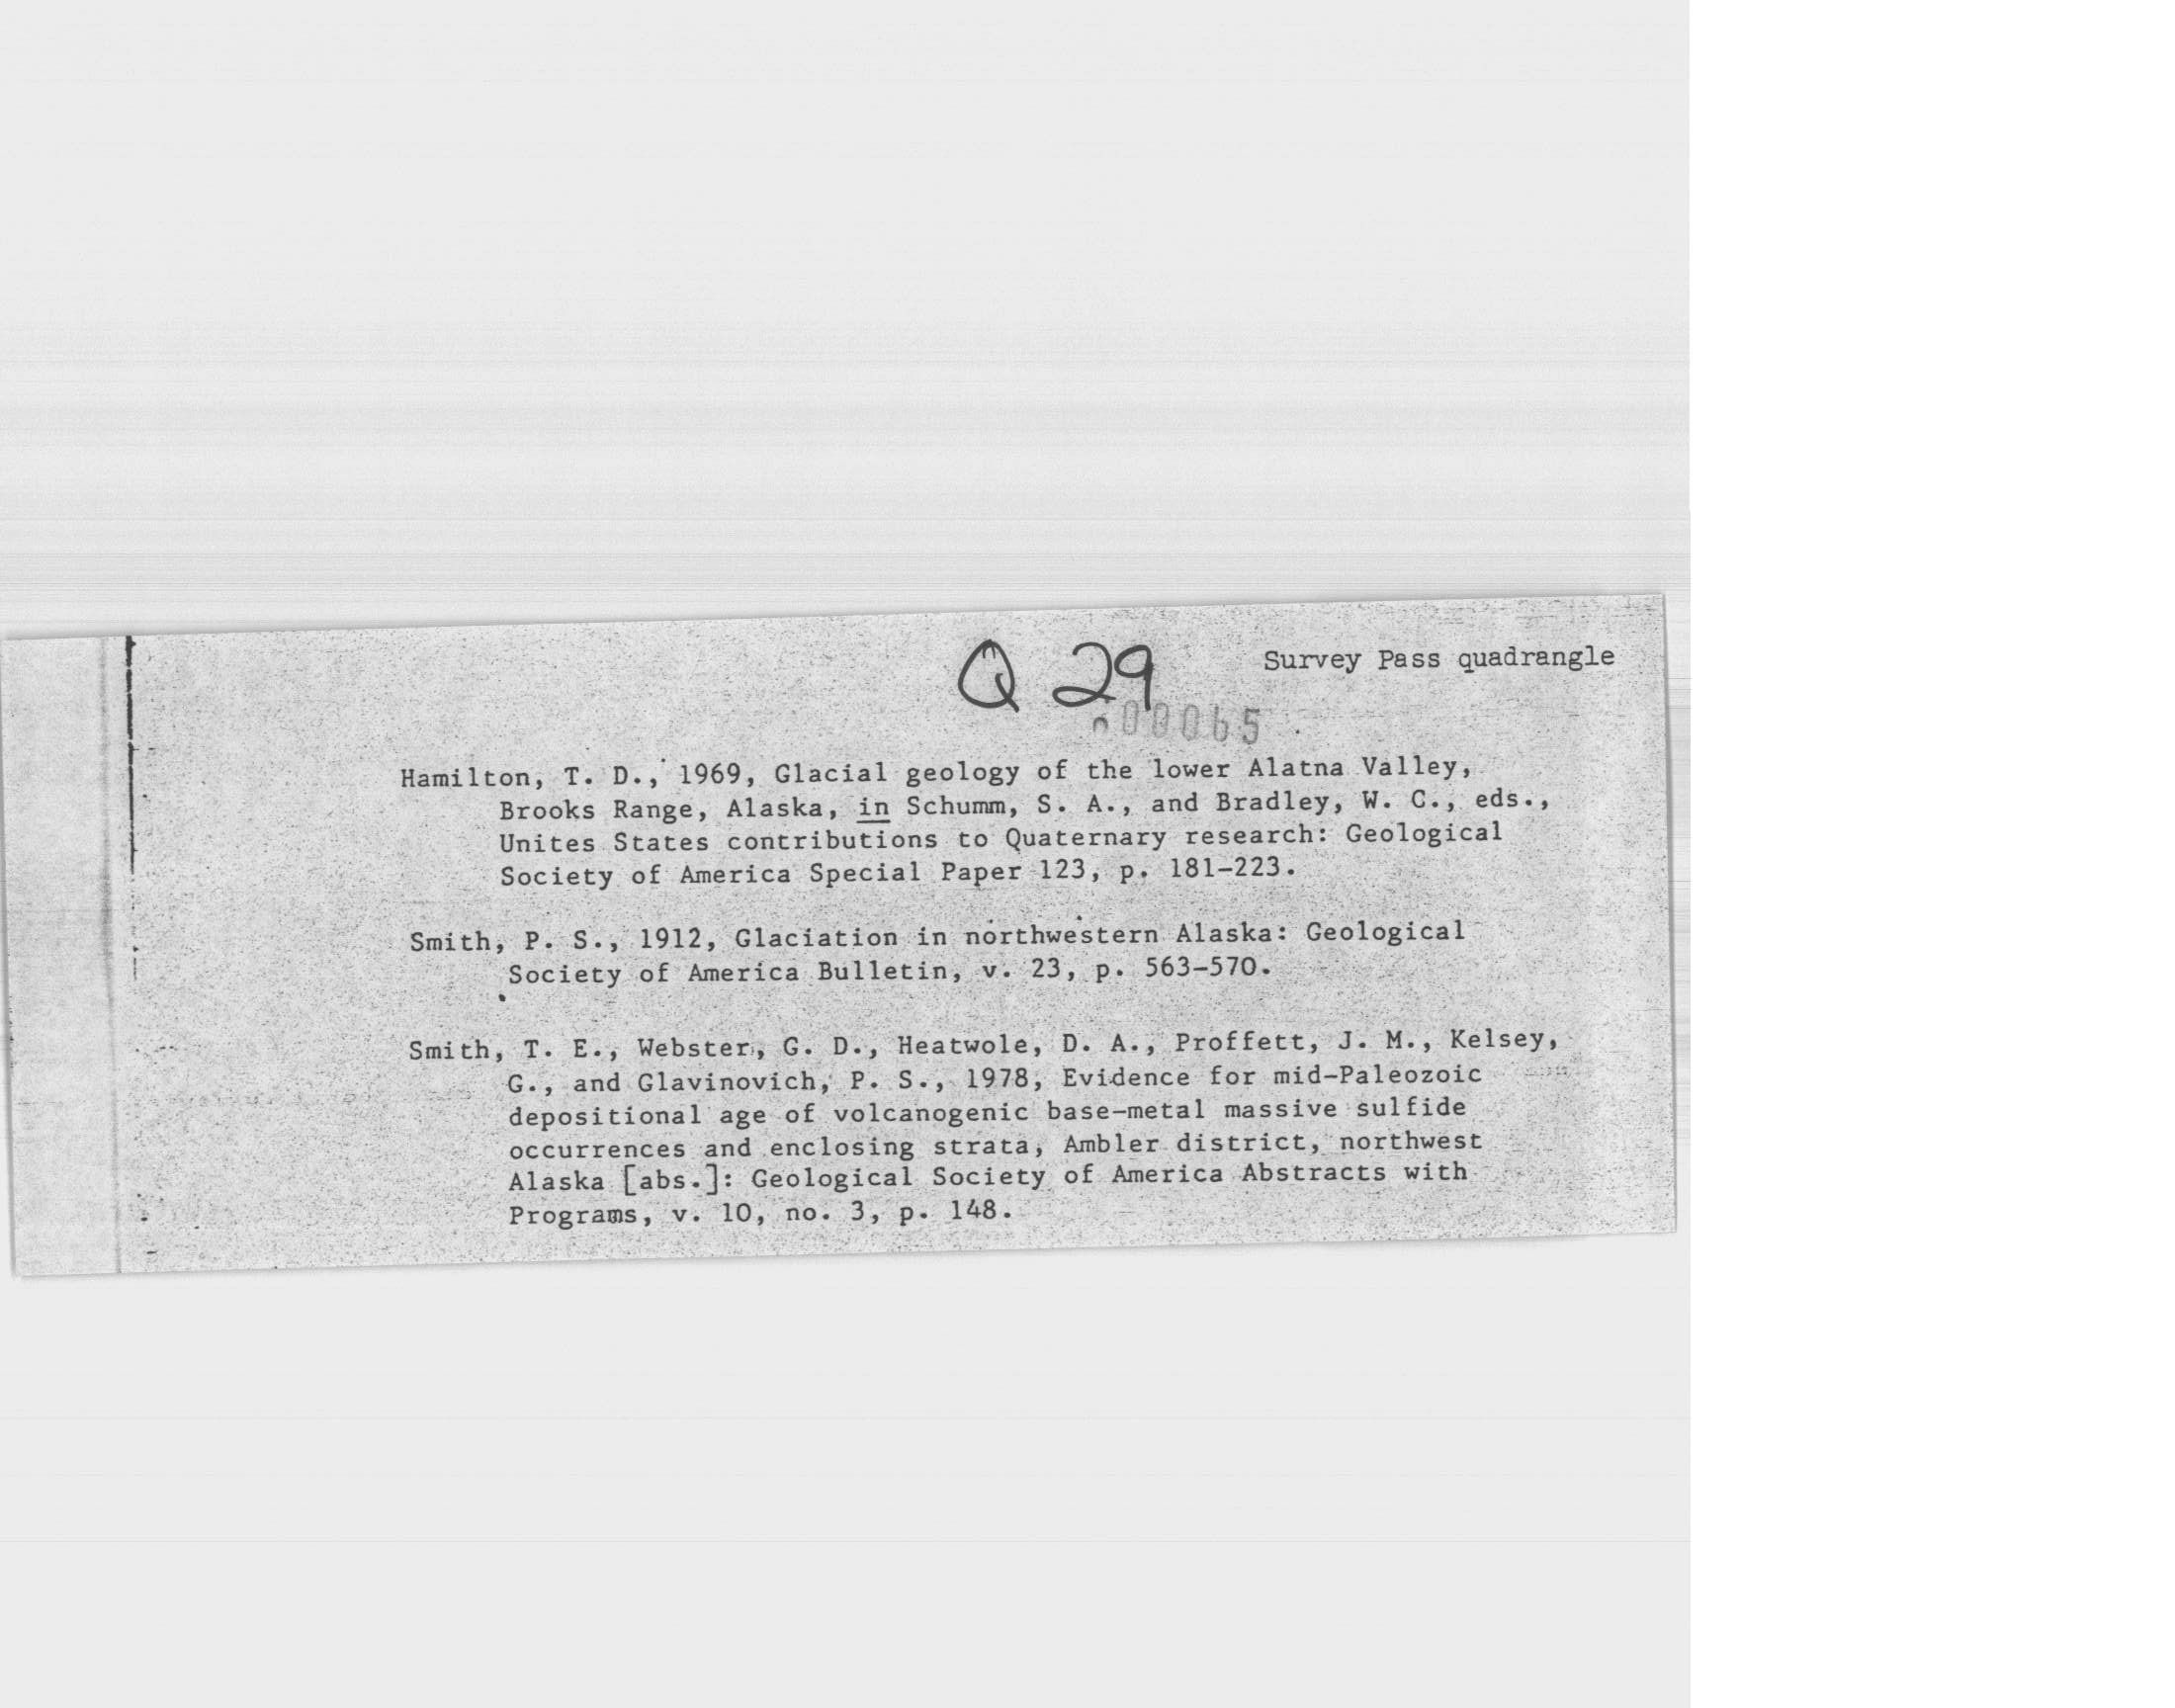 Q 29
Survey Pass quadrangle
000065
Hamilton, T. D., 1969, Glacial geology of the lower Alatna Valley,
Brooks Range, Alaska, in Schumm, S. A., and Bradley, W. C., eds.,
Unites States contributions to Quaternary research: Geological
Society of America Special Paper 123, p. 181-223.
Smith, P. S., 1912, Glaciation in northwestern Alaska: Geological
Society of America Bulletin, v. 23, p. 563-570.
Smith, T. E., Webster, G. D., Heatwole, D. A., Proffett, J. M., Kelsey,
G., and Glavinovich, P. S., 1978, Evidence for mid-Paleozoic
depositional age of volcanogenic base-metal massive sulfide
occurrences and enclosing strata, Ambler district, northwest
Alaska [abs.]: Geological Society of America Abstracts with
Programs, v. 10, no. 3, p. 148.